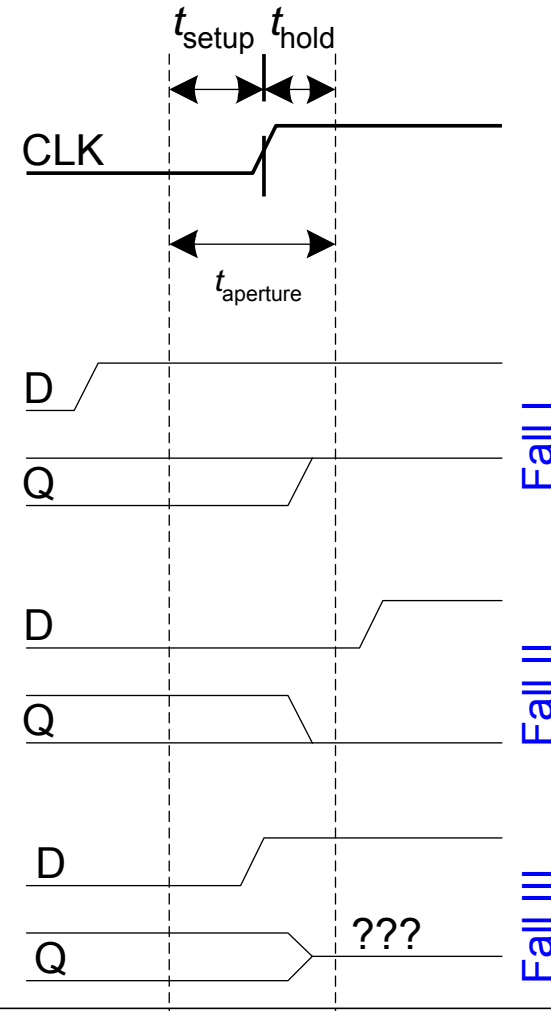 tsetup thold
CLK
taperture
D
Q
Fall I
D
Q
Fall II
D
Q
???
Fall III